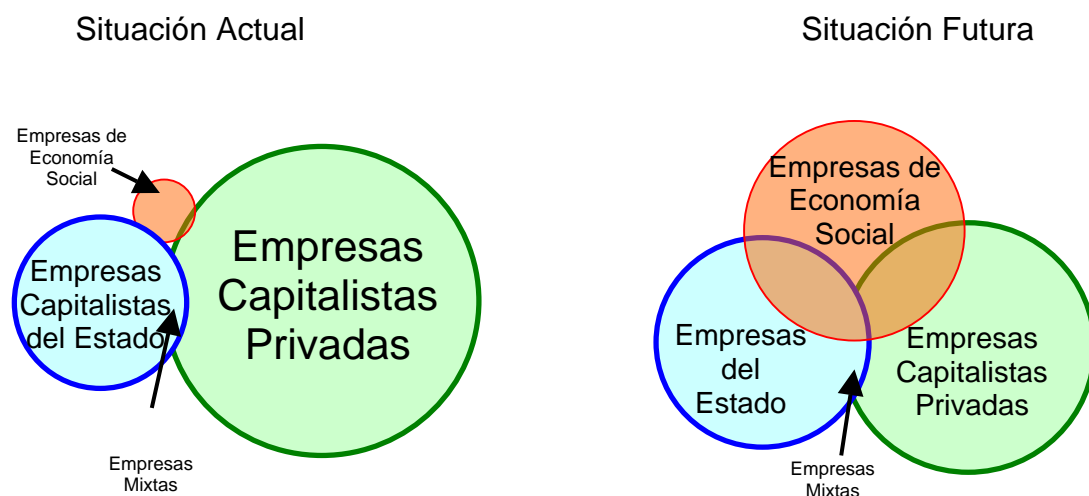 Situación Actual
Empresas de
Economía
Social
Empresas
Capitalistas
del Estado
Empresas
Capitalistas
Privadas
Empresas
Mixtas
Situación Futura
Empresas de
Economía
Social
Empresas
del
Estado
Empresas
Capitalistas
Privadas
Empresas
Mixtas